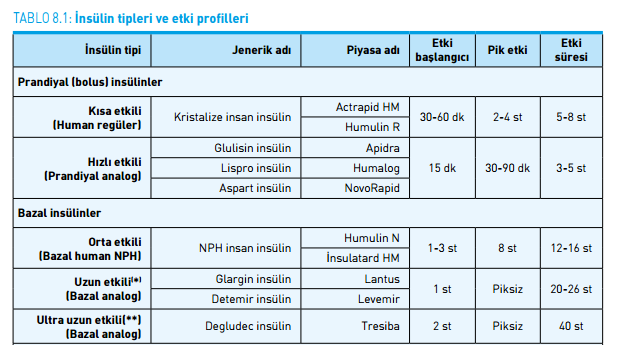 TABLO 8.1: İnsülin tipleri ve etki profilleri
İnsülin tipi Jenerik adı Piyasa adı Etki başlangıcı Pik etki Etki süresi
Prandiyal (bolus) insülinler
Kısa etkili (Human regüler) Kristalize insan insülin Actrapid HM 30-60 dk 2-4 st 5-8 st
Humulin R
Hızlı etkili (Prandiyal analog) Glulisin insülin Apidra 15 dk 30-90 dk 3-5 st
Lispro insülin Humalog
Aspart insülin NovoRapid
Bazal insülinler
Orta etkili (Bazal human NPH) NPH insan insülin Humulin N 1-3 st 8 st 12-16 st
İnsulatard HM
Uzun etkili(*) (Bazal analog) Glargin insülin Lantus 1 st Piksiz 20-26 st
Detemir insülin Levemir
Ultra uzun etkili(**) (Bazal analog) Degludec insülin Tresiba 2 st Piksiz 40 st